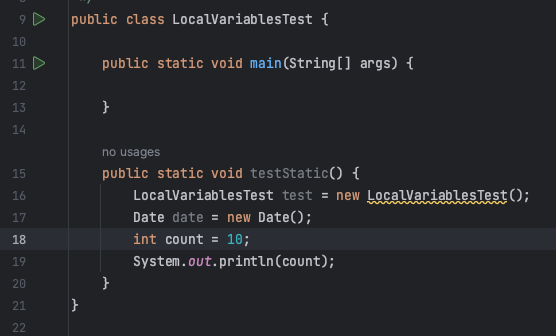 9 public class LocalVariablesTest {
10
11 public static void main(String[] args) {
12
13 }
14
no usages
15 public static void testStatic() {
16 LocalVariablesTest test = new LocalVariablesTest();
17 Date date = new Date();
18 int count = 10;
19 System.out.println(count);
20 }
21 }
22